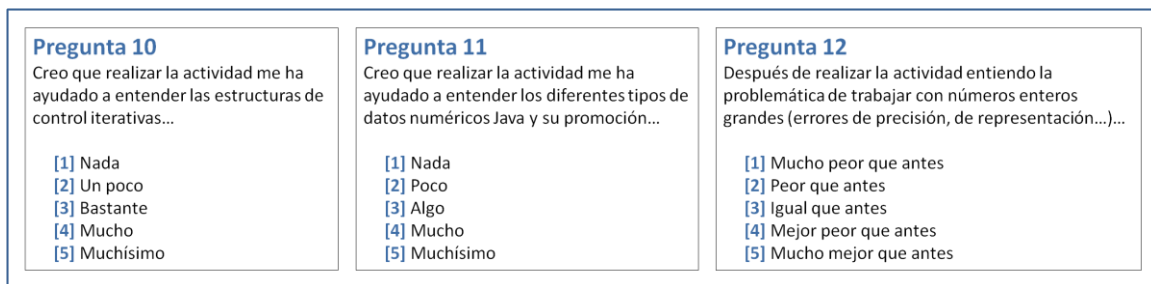 Pregunta 10
Creo que realizar la actividad me ha
ayudado a entender las estructuras de
control iterativas...
[1] Nada
[2] Un poco
[3] Bastante
[4] Mucho
[5] Muchísimo
Pregunta 11
Creo que realizar la actividad me ha
ayudado a entender los diferentes tipos de
datos numéricos Java y su promoción...
[1] Nada
[2] Poco
[3] Algo
[4] Mucho
[5] Muchísimo
Pregunta 12
Después de realizar la actividad entiendo la
problemática de trabajar con números enteros
grandes (errores de precisión, de representación...)...
[1] Mucho peor que antes
[2] Peor que antes
[3] Igual que antes
[4] Mejor peor que antes
[5] Mucho mejor que antes